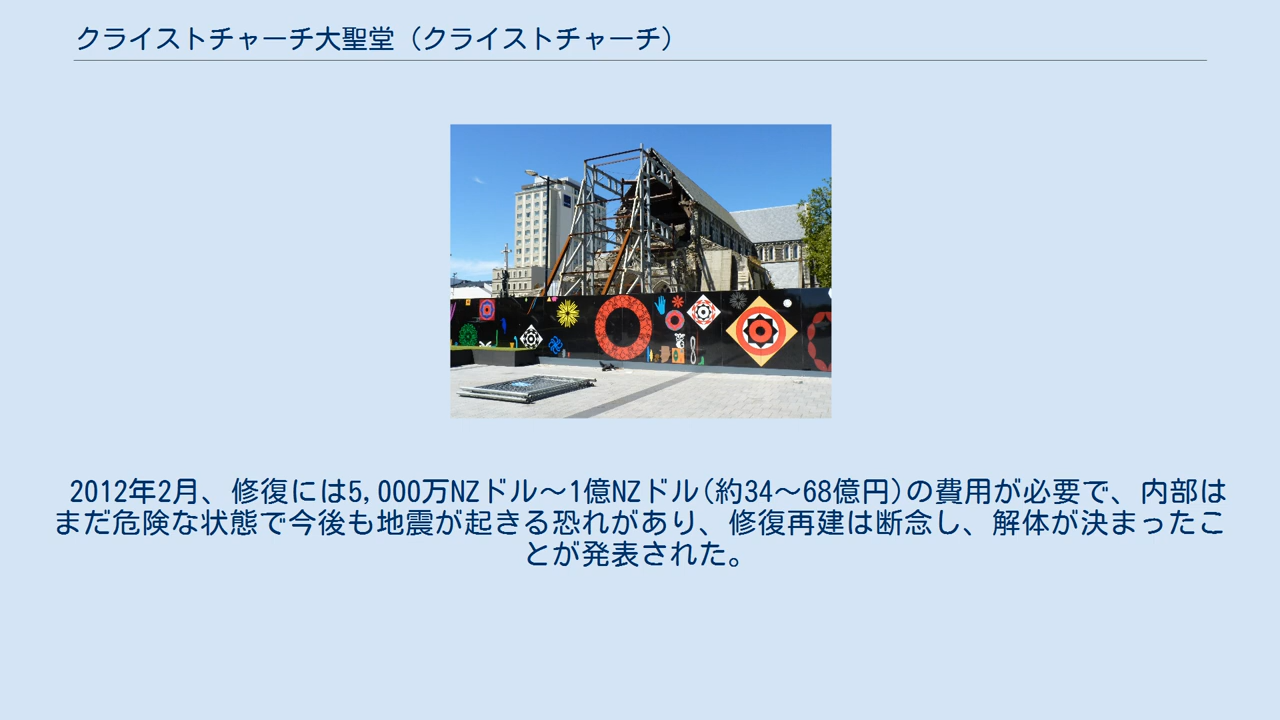 クライストチャーチ大聖堂（クライストチャーチ）
2012年2月、修復には5,000万NZドル～1億NZドル(約34～68億円)の費用が必要で、内部は
まだ危険な状態で今後も地震が起きる恐れがあり、修復再建は断念し、解体が決まったこ
とが発表された。